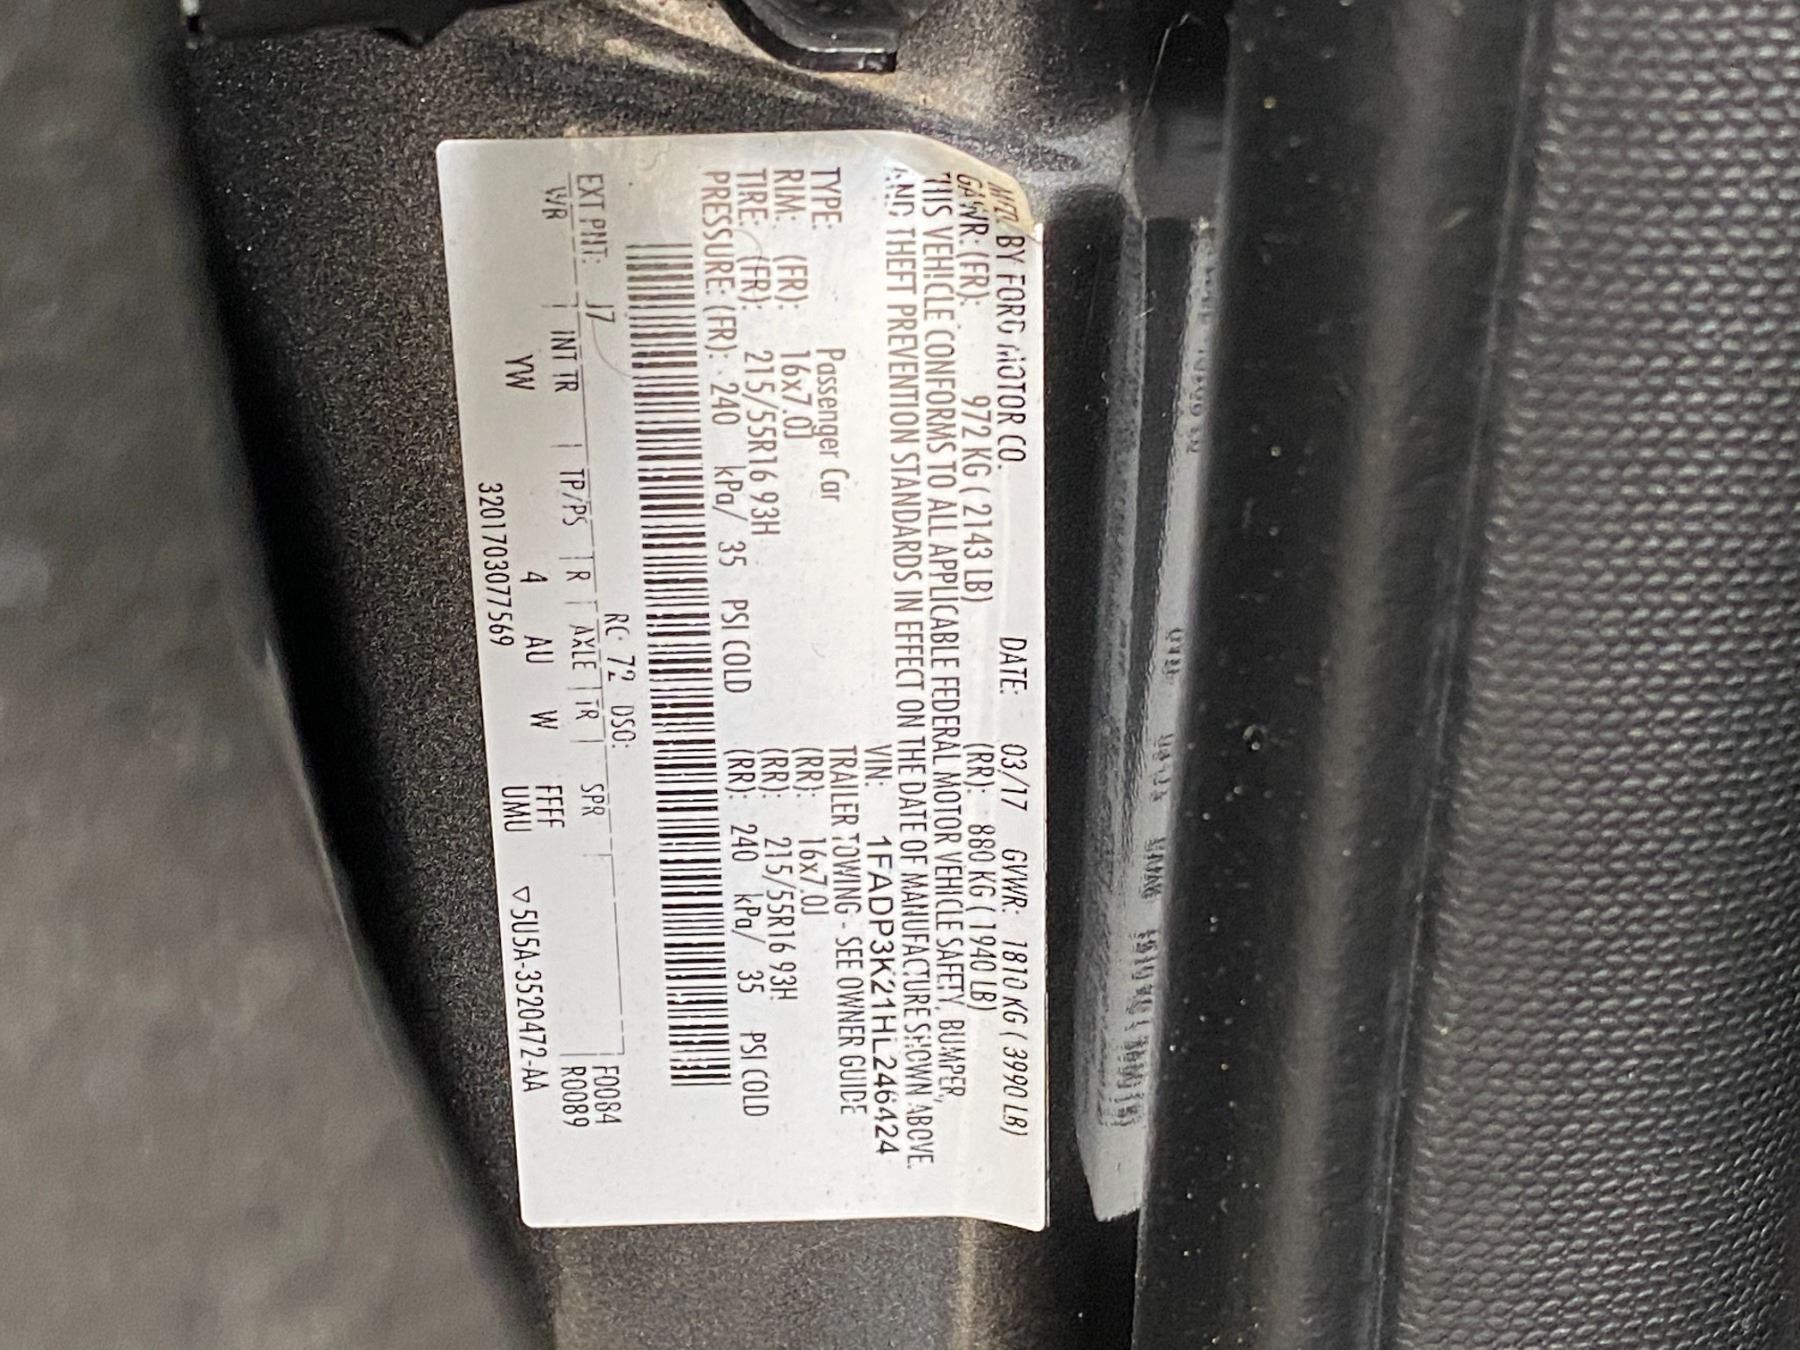 MFD. BY FORD MOTOR CO. DATE: 03/17 GVWR: 1810 KG ( 3990 LB)
GAWR: (FR): 972 KG ( 2143 LB) (RR): 880 KG ( 1940 LB)
THIS VEHICLE CONFORMS TO ALL APPLICABLE FEDERAL MOTOR VEHICLE SAFETY, BUMPER,
AND THEFT PREVENTION STANDARDS IN EFFECT ON THE DATE OF MANUFACTURE SHOWN ABOVE.
VIN: 1FADP3K21HL246424
TYPE: Passenger Car TRAILER TOWING - SEE OWNER GUIDE
RIM: (FR): 16x7.0J (RR): 16x7.0J
TIRE: (FR): 215/55R16 93H (RR): 215/55R16 93H
PRESSURE: (FR): 240 kPa/ 35 PSI COLD (RR): 240 kPa/ 35 PSI COLD
EXT PNT: J7 RC: 72 DSO: F0084
WB INT TR TP/PS R AXLE TR SPR R0089
YW 4 AU W FFFF
UMU
3201703077569 ▽5U5A-3520472-AA